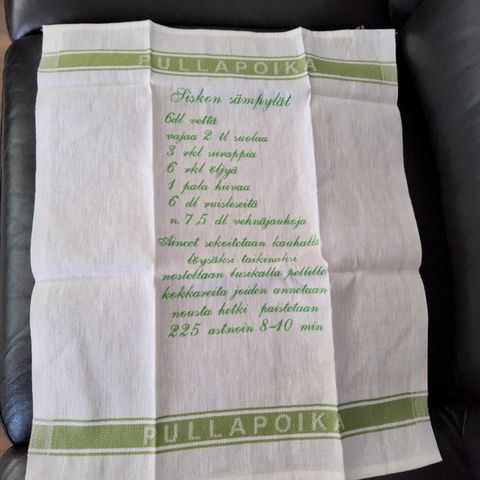 PULLAPOIKA
Siskon sämpylät
6dl vettä
vajaa 2 tl suolaa
3 rkl siirappia
6 rkl öljyä
1 pala hiivaa
6 dl ruisleseitä
n. 7,5 dl vehnäjauhoja
Aineet sekoitetaan kauhalla
löysäksi taikinaksi
nostellaan lusikalla pellille
kokkareita joiden annetaan
nousta hetki paistetaan
225 astnoin 8-10 min
PULLAPOIKA